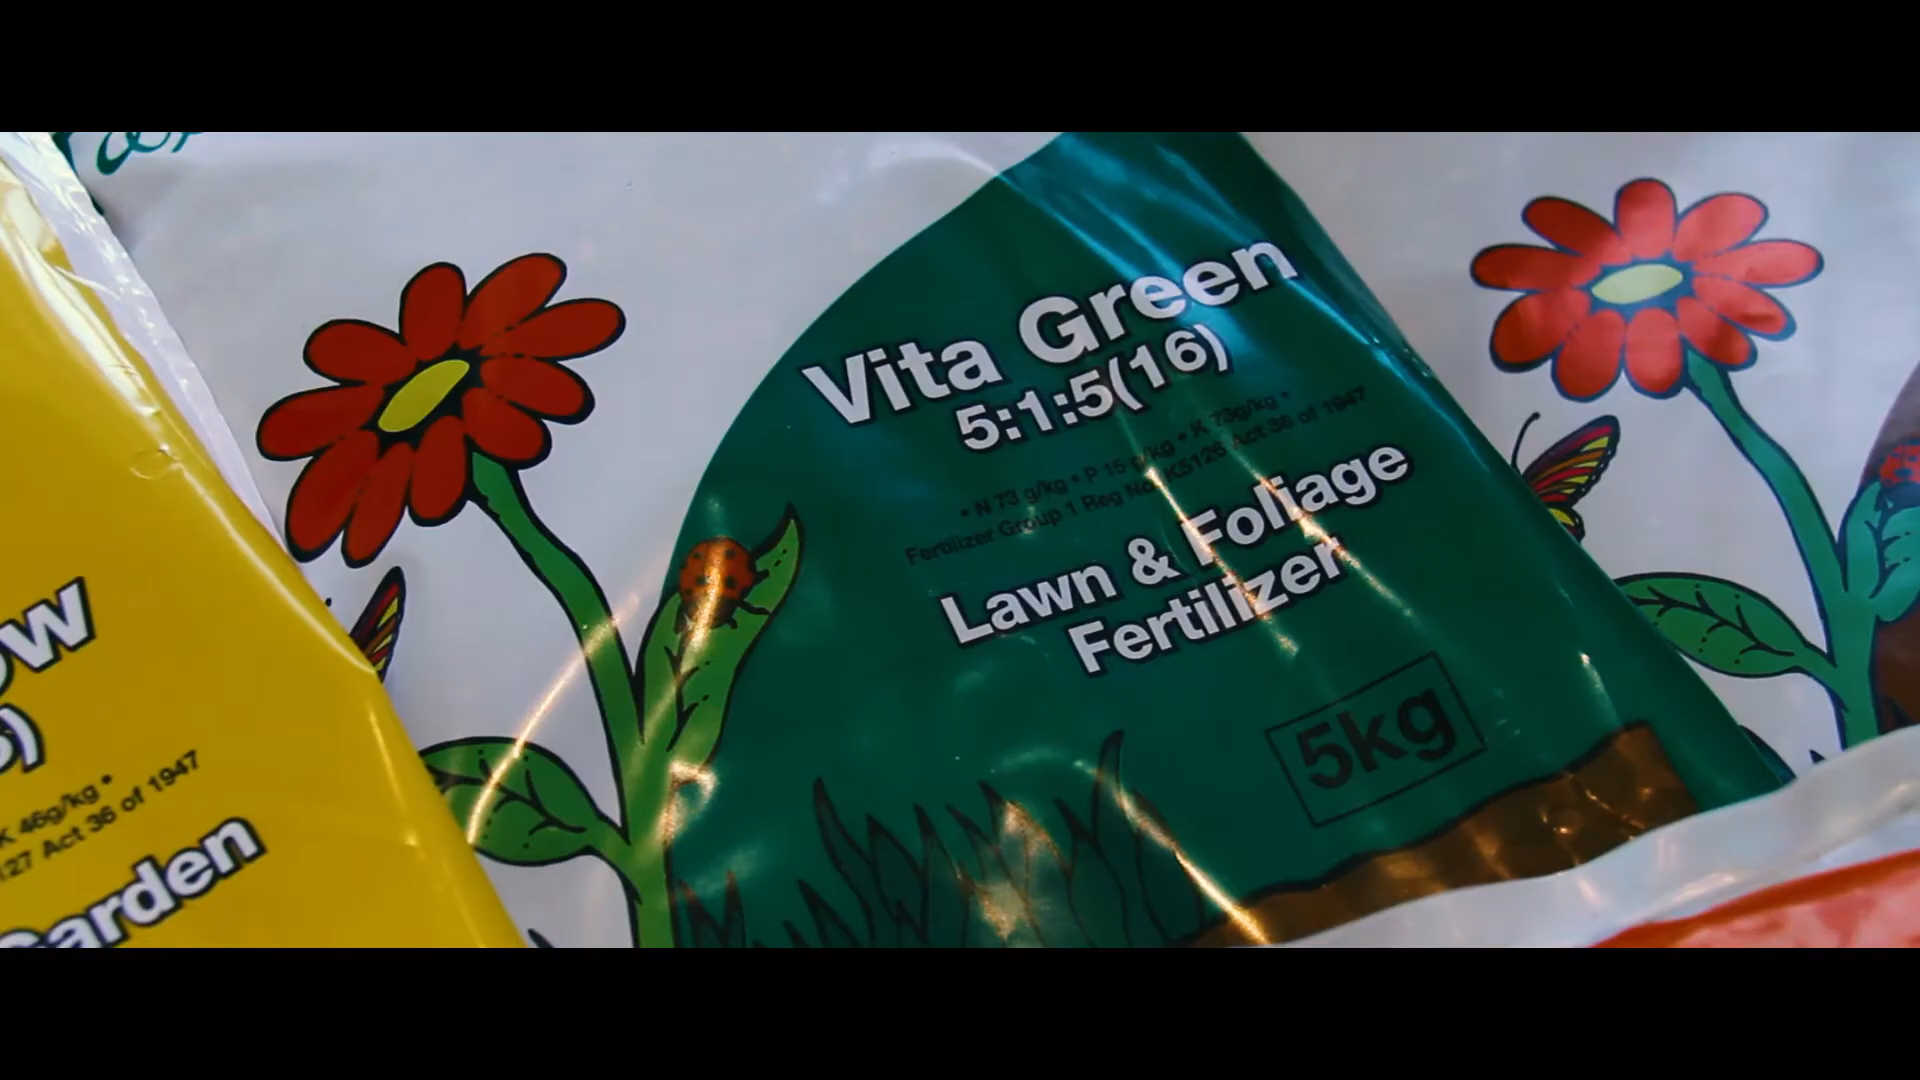 Vita Green
5:1:5(16)
• N 73 g/kg • P 15 g/kg • K 73g/kg •
Fertilizer Group 1 Reg No K5126 Act 36 of 1947
Lawn & Foliage
Fertilizer
5kg
K 46g/kg •
127 Act 36 of 1947
Garden